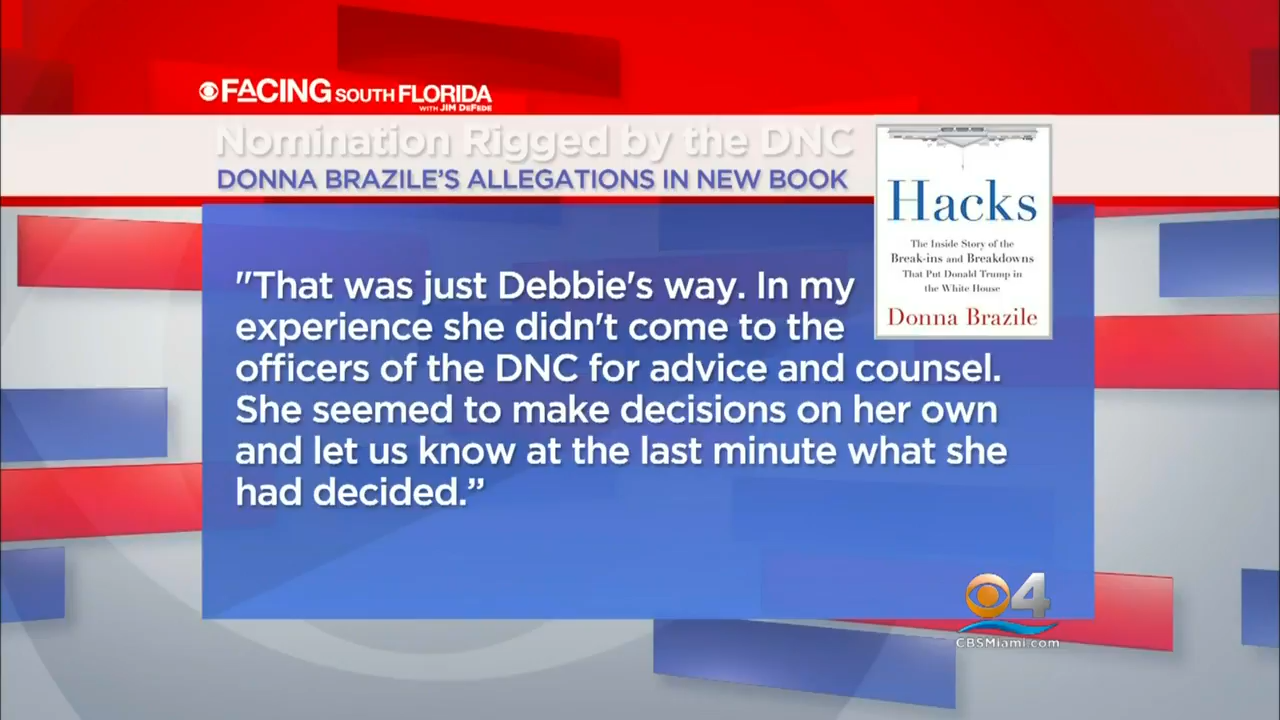 FACING SOUTH FLORIDA
WITH JIM DEFEDE
Nomination Rigged by the DNC
DONNA BRAZILE'S ALLEGATIONS IN NEW BOOK
Hacks
The Inside Story of the
Break-ins and Breakdowns
That Put Donald Trump in
the White House
Donna Brazile
"That was just Debbie's way. In my
experience she didn't come to the
officers of the DNC for advice and counsel.
She seemed to make decisions on her own
and let us know at the last minute what she
had decided.”
4
CBSMiami.com